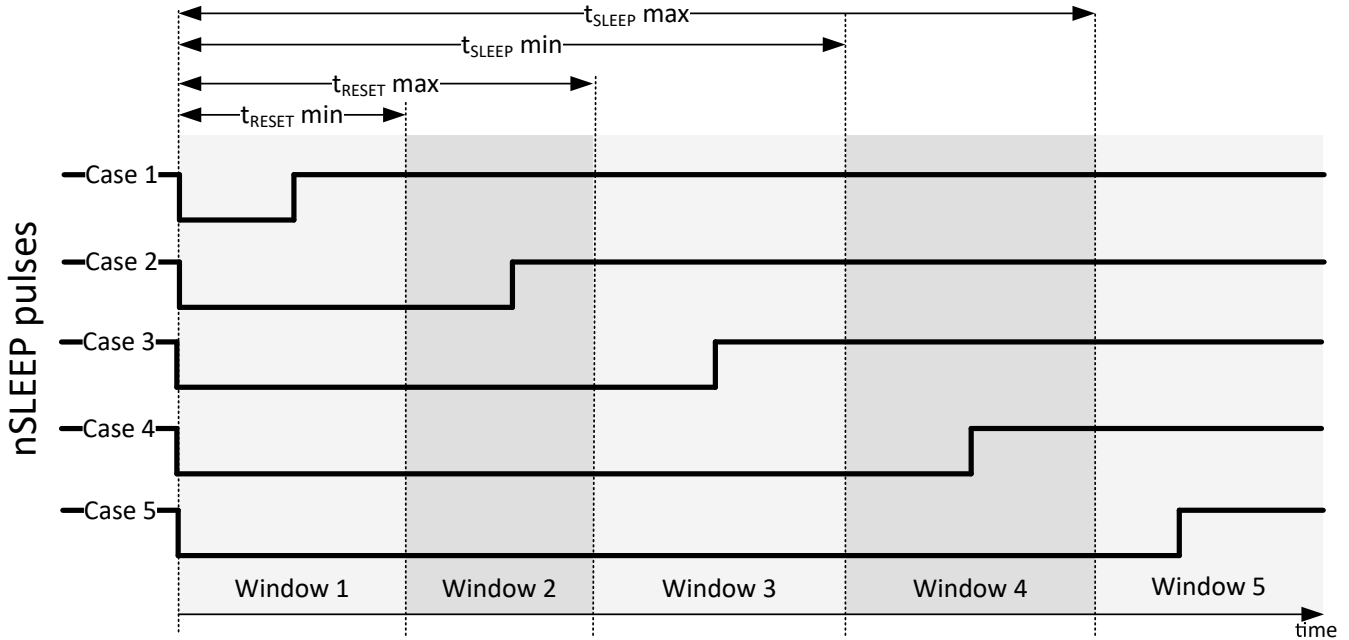 tSLEEP max
tSLEEP min
tRESET max
tRESET min
nSLEEP pulses
Case 1
Case 2
Case 3
Case 4
Case 5
Window 1 Window 2 Window 3 Window 4 Window 5
time